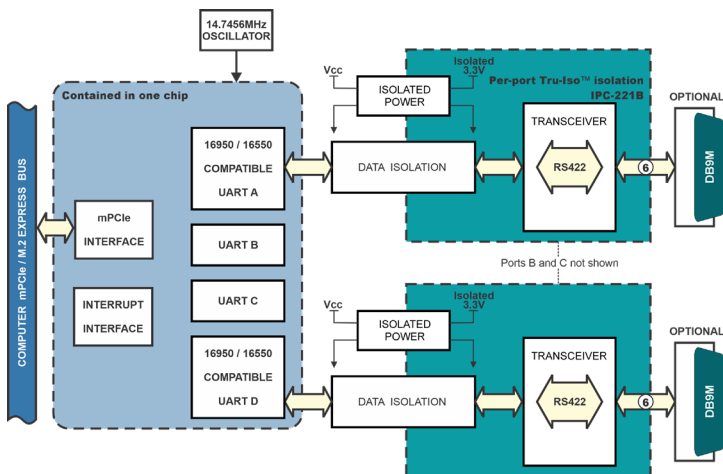 14.7456MHz
OSCILLATOR
COMPUTER mPCIe / M.2 EXPRESS BUS
Contained in one chip
mPCIe
INTERFACE
INTERRUPT
INTERFACE
16950 / 16550
COMPATIBLE
UART A
UART B
UART C
16950 / 16550
COMPATIBLE
UART D
Vcc
Isolated
3.3V
ISOLATED
POWER
DATA ISOLATION
Per-port Tru-Iso™ isolation
IPC-221B
TRANSCEIVER
RS422
6
OPTIONAL
DB9M
Ports B and C not shown
Vcc
Isolated
3.3V
ISOLATED
POWER
DATA ISOLATION
TRANSCEIVER
RS422
6
OPTIONAL
DB9M